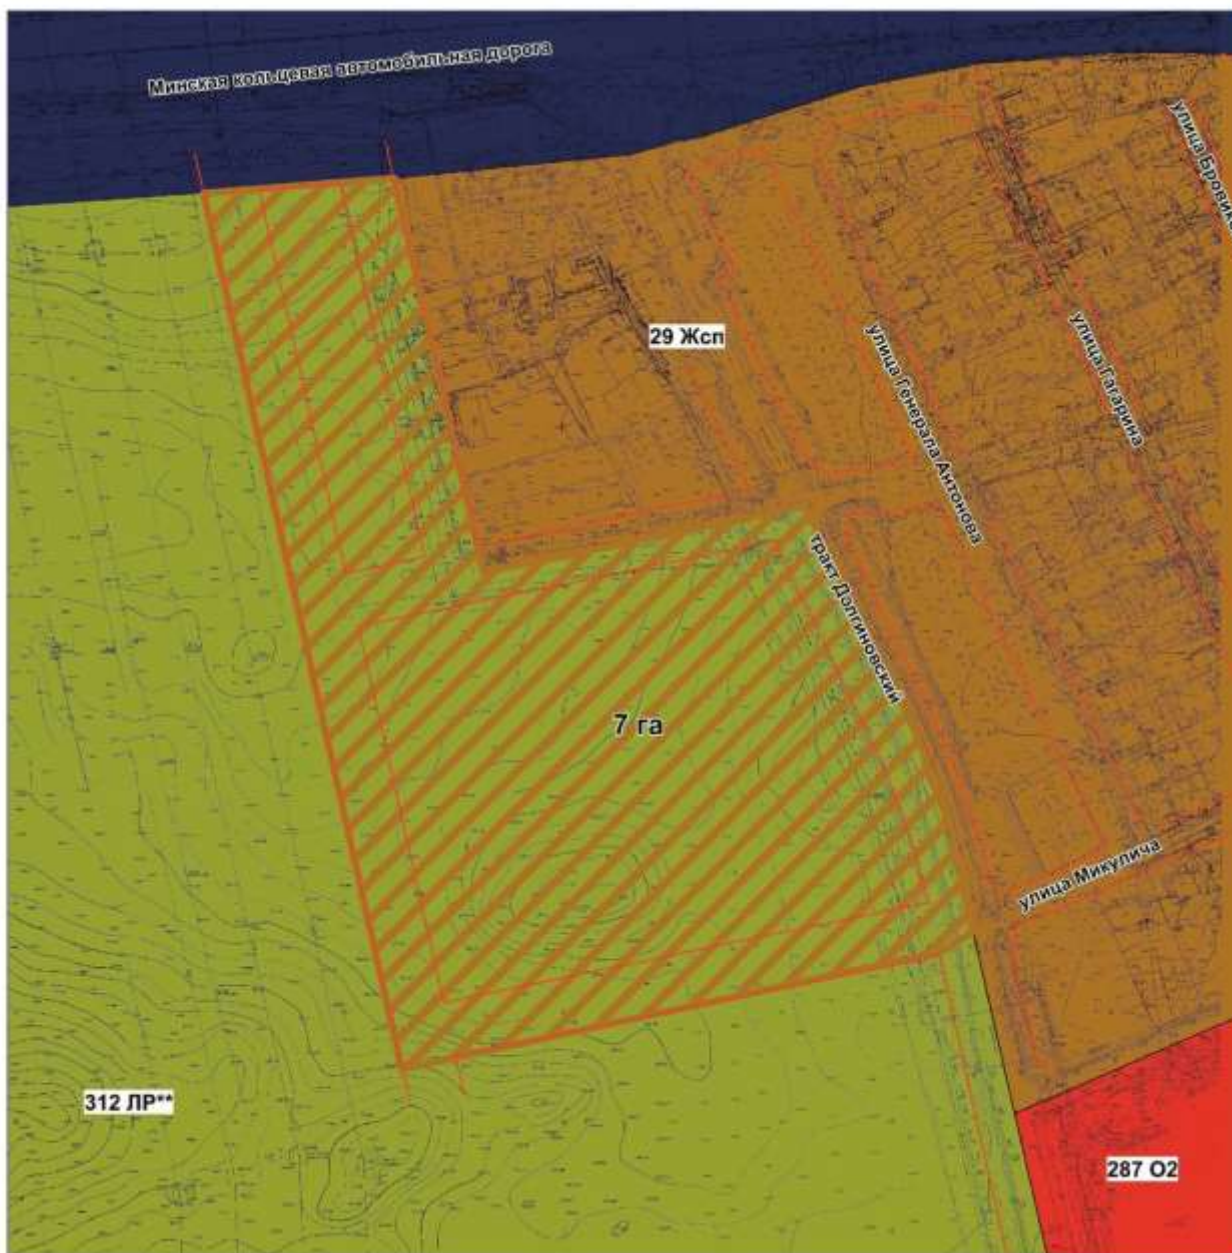 Минская кольцевая автомобильная дорога
29 Жсп
улица Генерала Антонова
улица Гагарина
улица
тракт Долгиновский
7 га
улица Микулича
312 ЛР**
287 О2